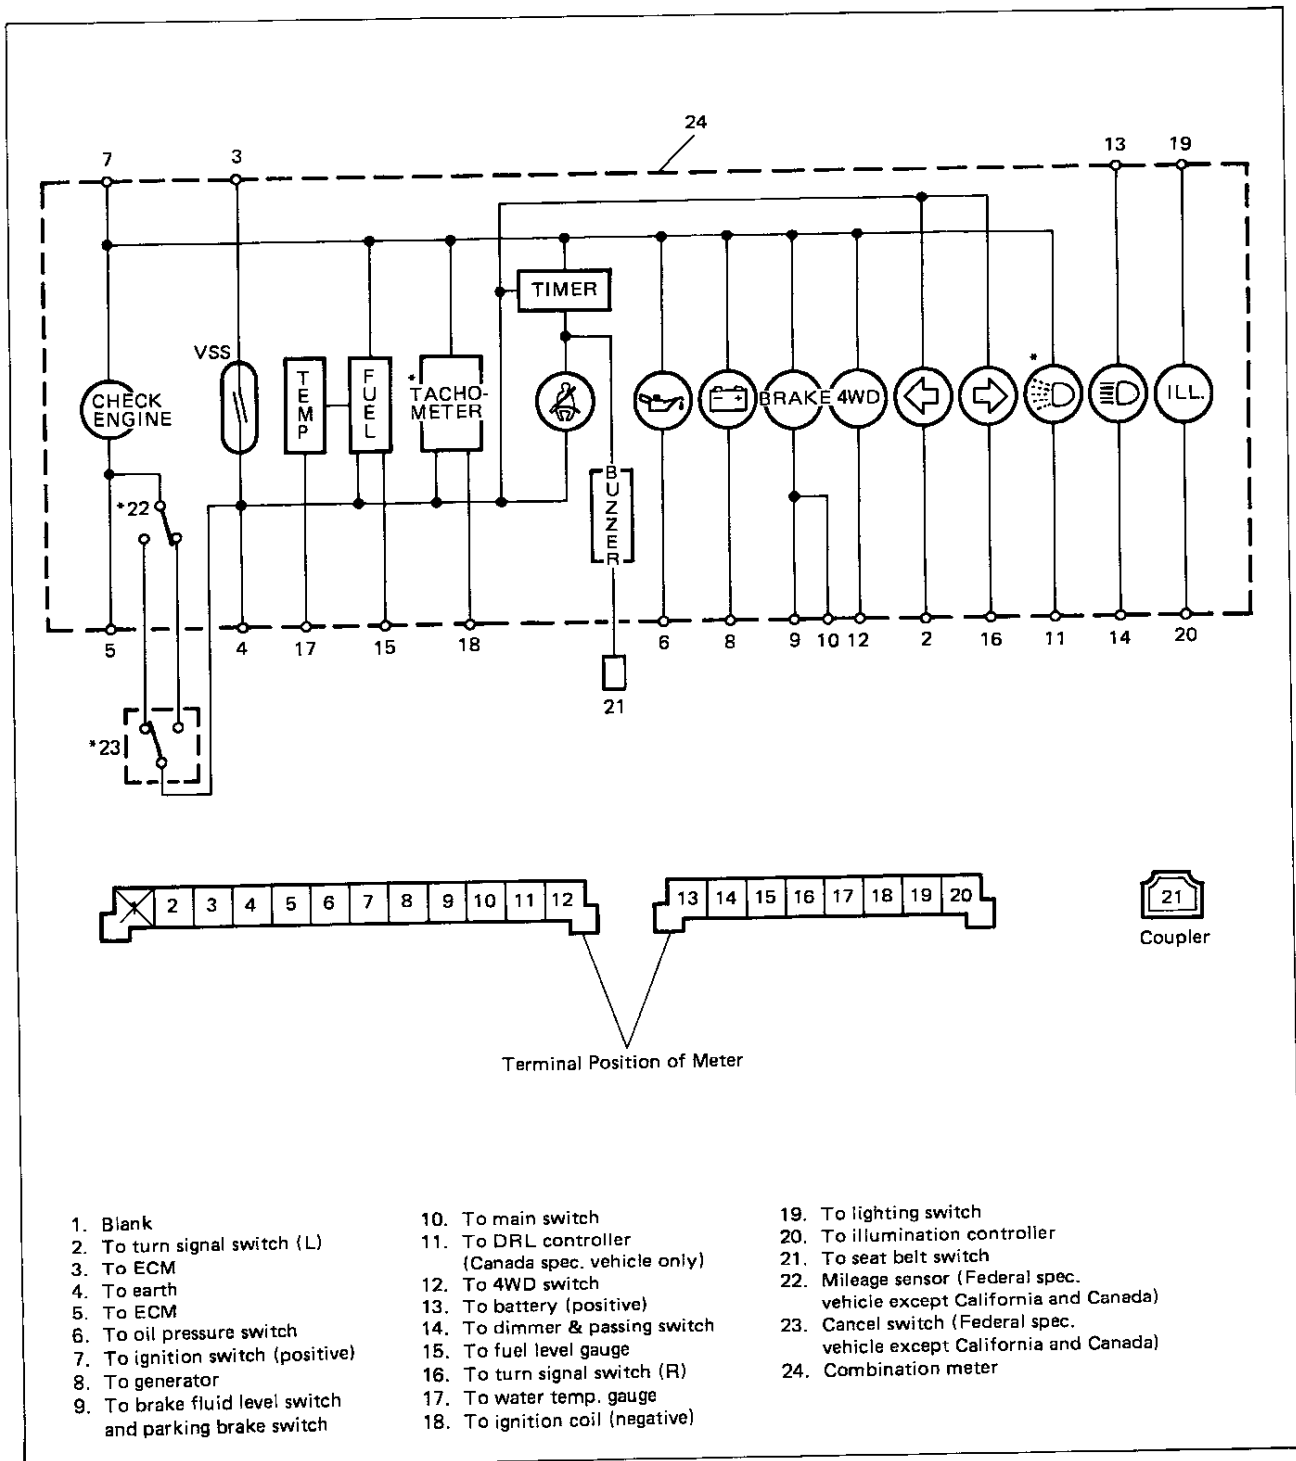 24
7
3
13
19
TIMER
VSS
*
TEMP
FUEL
*
TACHO-
METER
CHECK
ENGINE
BRAKE
4WD
ILL.
BUZZER
*22
5
4
17
15
18
6
8
9
10
12
2
16
11
14
20
21
*23
1 2 3 4 5 6 7 8 9 10 11 12
13 14 15 16 17 18 19 20
21
Coupler
Terminal Position of Meter
1. Blank
2. To turn signal switch (L)
3. To ECM
4. To earth
5. To ECM
6. To oil pressure switch
7. To ignition switch (positive)
8. To generator
9. To brake fluid level switch
and parking brake switch
10. To main switch
11. To DRL controller
(Canada spec. vehicle only)
12. To 4WD switch
13. To battery (positive)
14. To dimmer & passing switch
15. To fuel level gauge
16. To turn signal switch (R)
17. To water temp. gauge
18. To ignition coil (negative)
19. To lighting switch
20. To illumination controller
21. To seat belt switch
22. Mileage sensor (Federal spec.
vehicle except California and Canada)
23. Cancel switch (Federal spec.
vehicle except California and Canada)
24. Combination meter